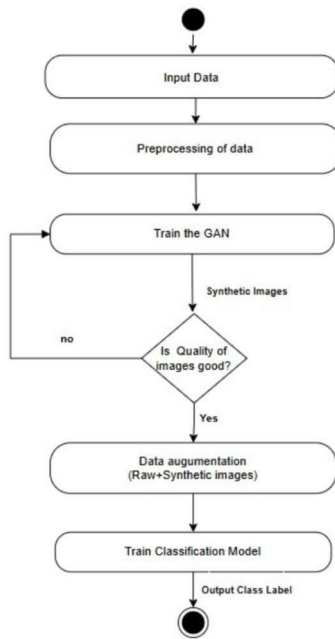 Input Data
Preprocessing of data
Train the GAN
Synthetic Images
no
Is Quality of
images good?
Yes
Data augumentation
(Raw+Synthetic images)
Train Classification Model
Output Class Label